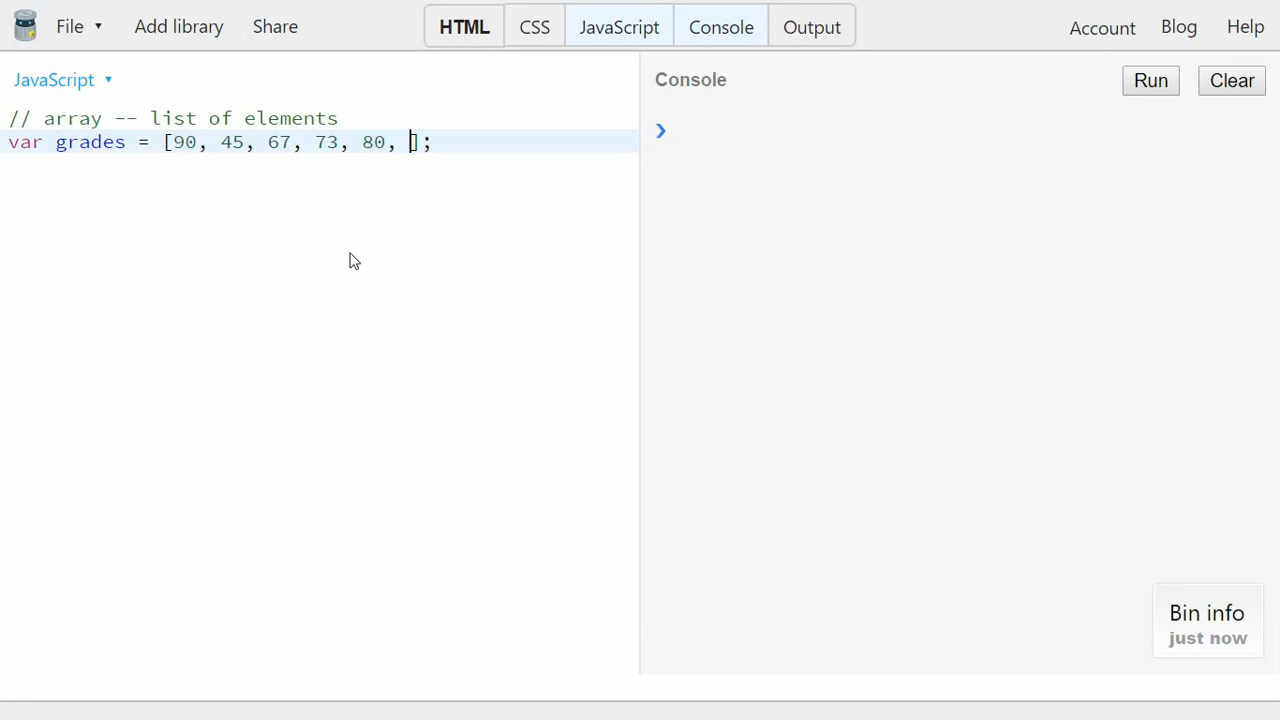 File ▾ Add library Share HTML CSS JavaScript Console Output Account Blog Help
JavaScript ▾
Console Run Clear
// array -- list of elements
var grades = [90, 45, 67, 73, 80, ];
❯
Bin info
just now